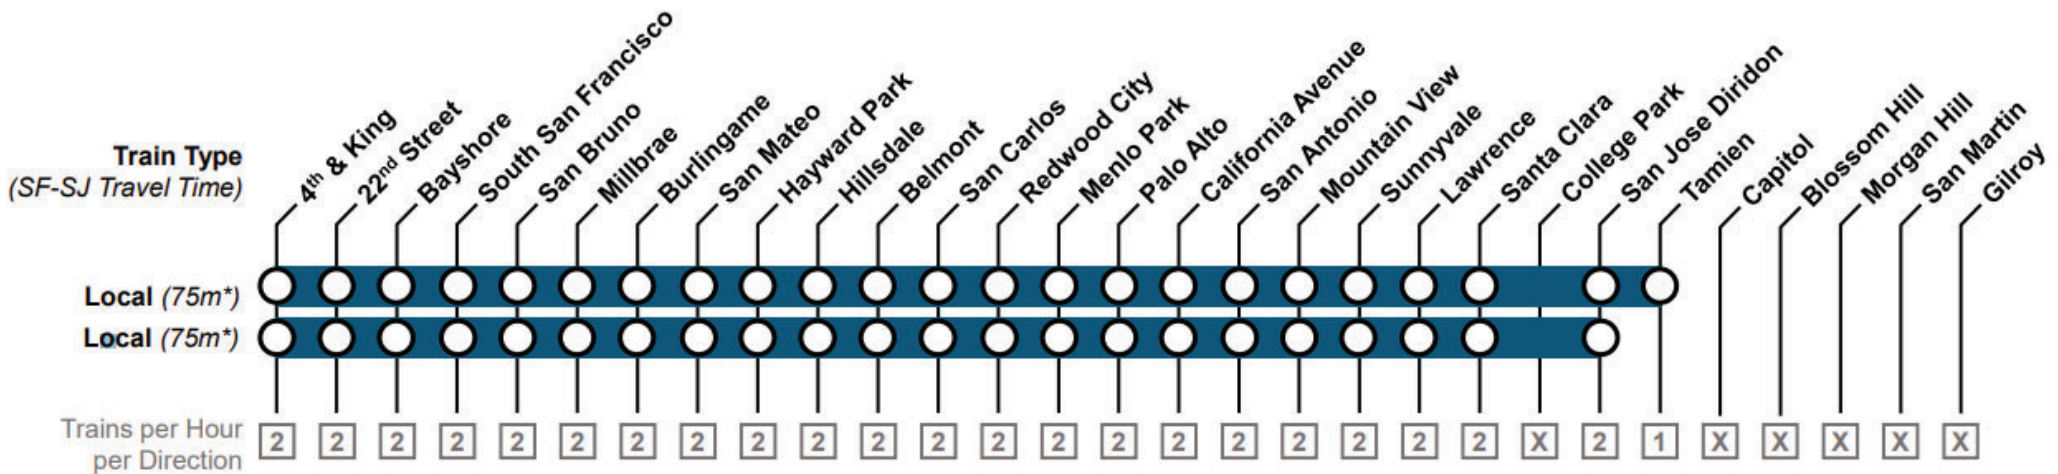 4th & King
22nd Street
Bayshore
South San Francisco
San Bruno
Millbrae
Burlingame
San Mateo
Hayward Park
Hillsdale
Belmont
San Carlos
Redwood City
Menlo Park
Palo Alto
California Avenue
San Antonio
Mountain View
Sunnyvale
Lawrence
Santa Clara
College Park
San Jose Diridon
Tamien
Capitol
Blossom Hill
Morgan Hill
San Martin
Gilroy
Train Type
(SF-SJ Travel Time)
Local (75m*)
Local (75m*)
Trains per Hour
per Direction
2 2 2 2 2 2 2 2 2 2 2 2 2 2 2 2 2 2 2 2 2 X 2 1 X X X X X